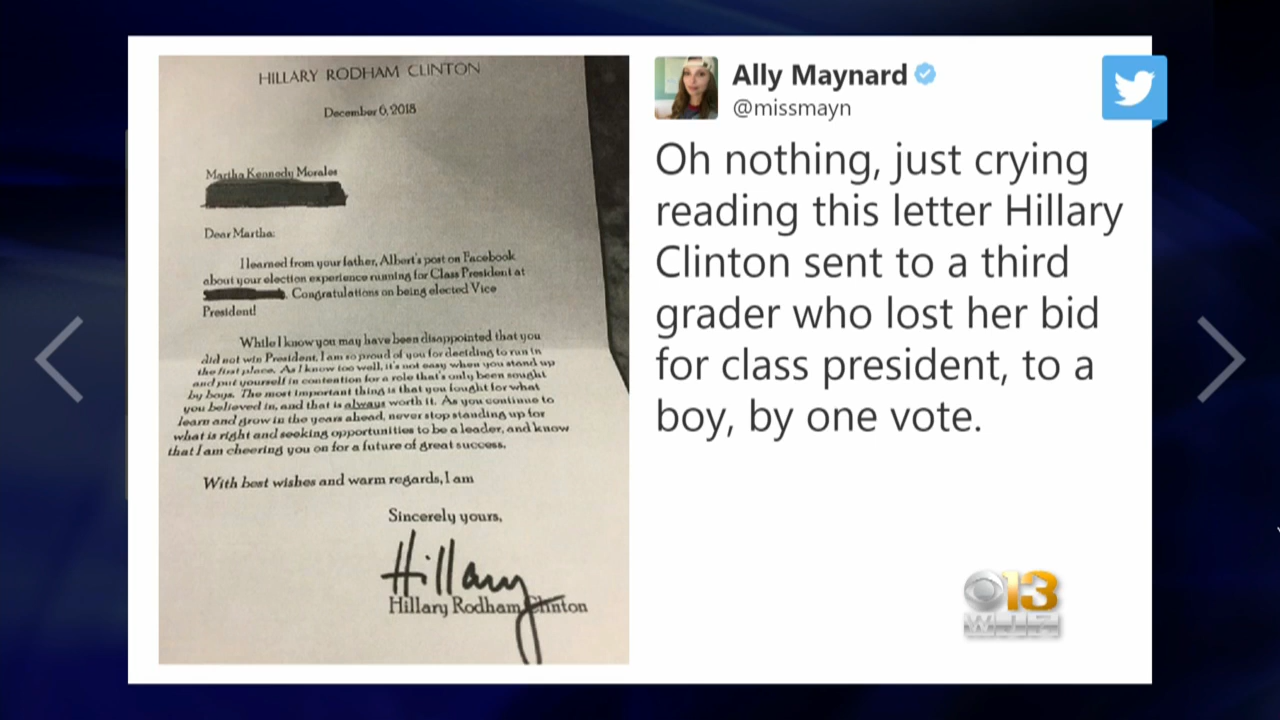 HILLARY RODHAM CLINTON
December 6, 2018
Martha Kennedy Morales
Dear Martha:
I learned from your father, Albert's post on Facebook
about your election experience running for Class President at
. Congratulations on being elected Vice
President!
While I know you may have been disappointed that you
did not win President, I am so proud of you for deciding to run in
the first place. As I know too well, it's not easy when you stand up
and put yourself in contention for a role that's only been sought
by boys. The most important thing is that you fought for what
you believed in, and that is always worth it. As you continue to
learn and grow in the years ahead, never stop standing up for
what is right and seeking opportunities to be a leader, and know
that I am cheering you on for a future of great success.
With best wishes and warm regards, I am
Sincerely yours,
Hillary
Hillary Rodham Clinton
Ally Maynard
@missmayn
Oh nothing, just crying
reading this letter Hillary
Clinton sent to a third
grader who lost her bid
for class president, to a
boy, by one vote.
13
WJZ